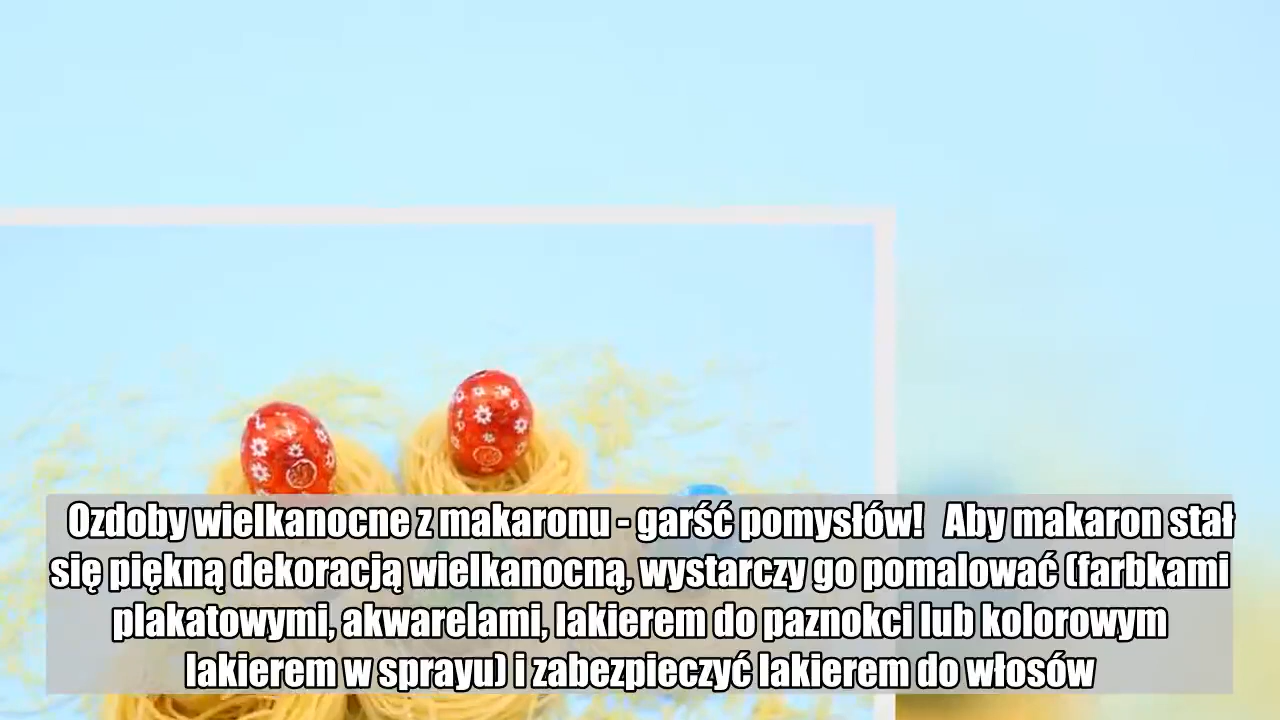 Ozdoby wielkanocne z makaronu - garść pomysłów! Aby makaron stał
się piękną dekoracją wielkanocną, wystarczy go pomalować (farbkami
plakatowymi, akwarelami, lakierem do paznokci lub kolorowym
lakierem w sprayu) i zabezpieczyć lakierem do włosów